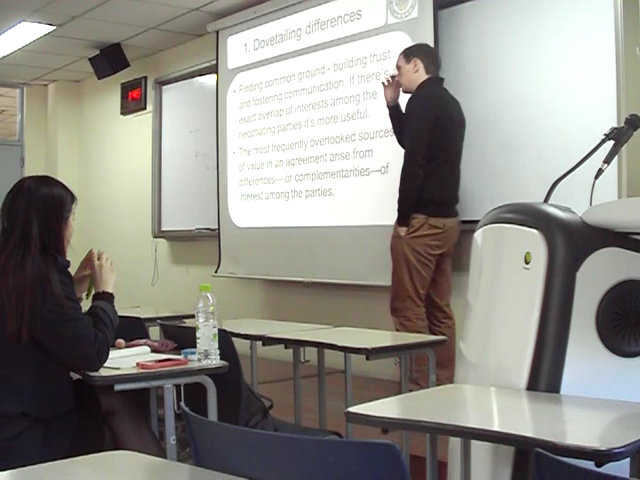 1. Dovetailing differences
• Finding common ground - building trust
and fostering communication. If there's
exact overlap of interests among the
negotiating parties it's more useful.
• The most frequently overlooked sources
of value in an agreement arise from
differences— or complementarities—of
interest among the parties.